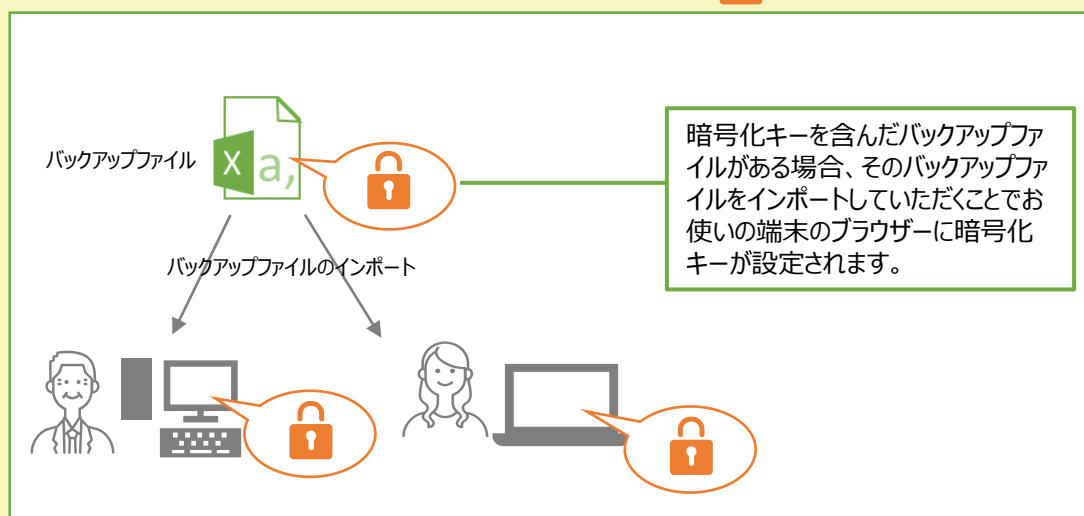 バックアップファイル
X a,
暗号化キーを含んだバックアップファ
イルがある場合、そのバックアップファ
イルをインポートしていただくことでお
使いの端末のブラウザーに暗号化
キーが設定されます。
バックアップファイルのインポート